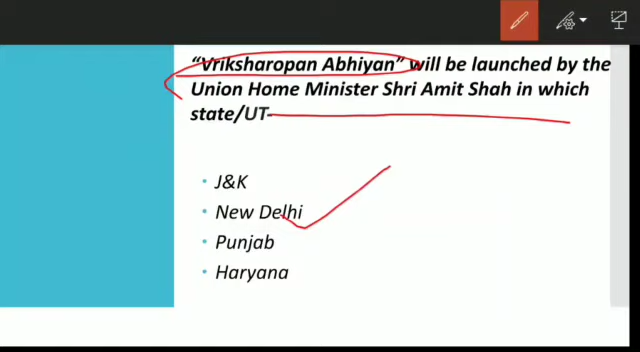 “Vriksharopan Abhiyan” will be launched by the
Union Home Minister Shri Amit Shah in which
state/UT-
• J&K
• New Delhi
• Punjab
• Haryana